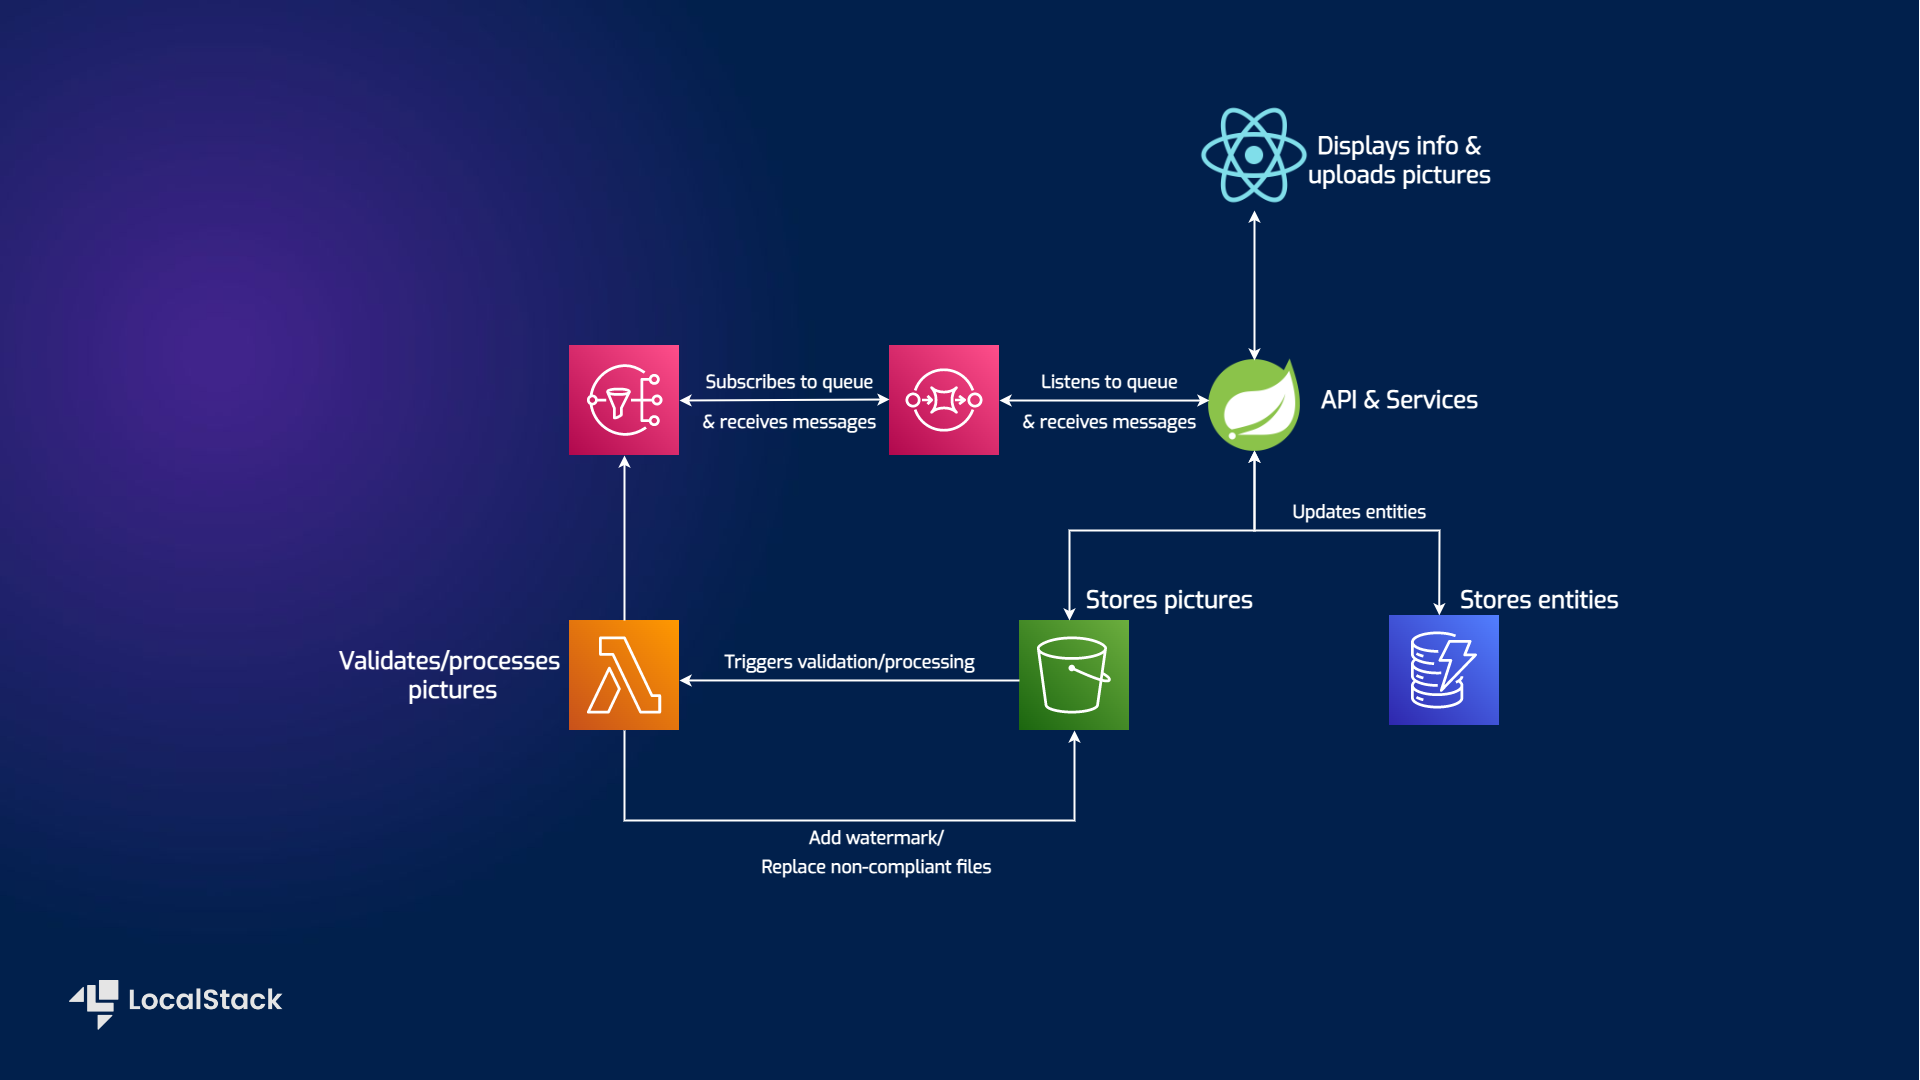 Displays info &
uploads pictures
Subscribes to queue
& receives messages
Listens to queue
& receives messages
API & Services
Updates entities
Stores pictures
Stores entities
Validates/processes
pictures
Triggers validation/processing
Add watermark/
Replace non-compliant files
LocalStack